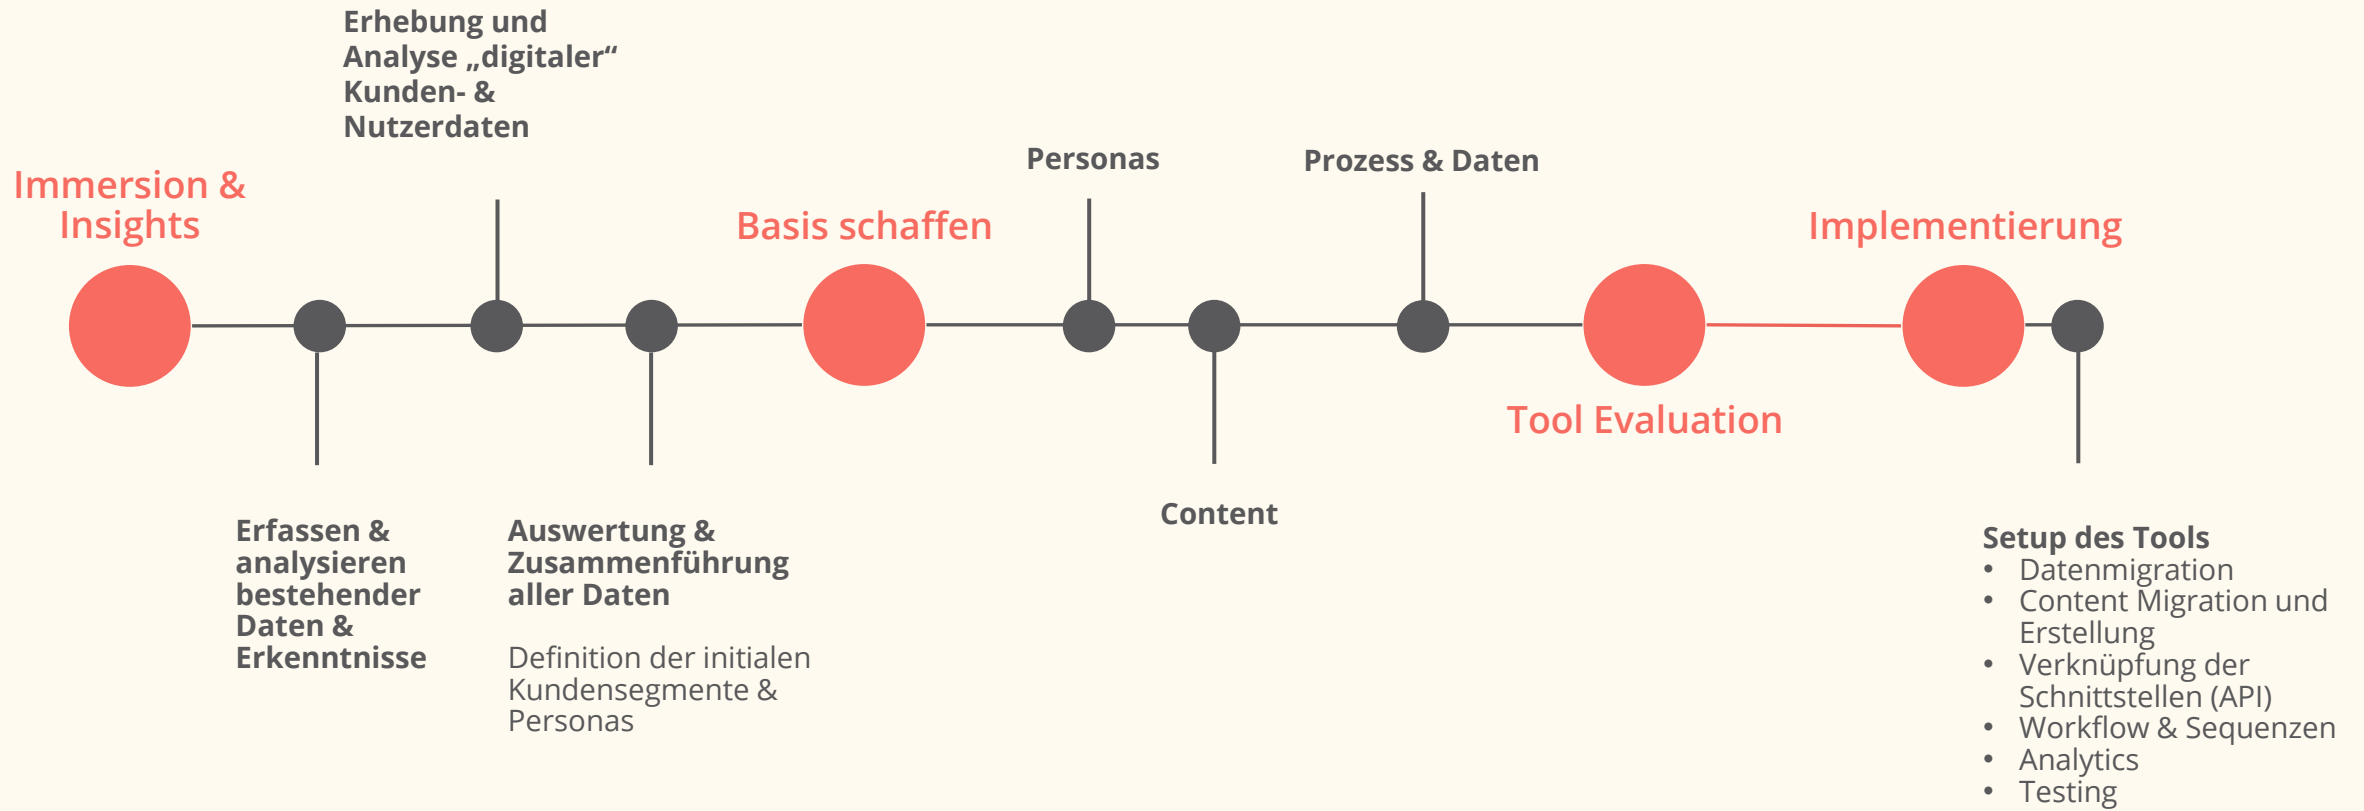 Erhebung und
Analyse „digitaler“
Kunden- &
Nutzerdaten
Immersion &
Insights
Basis schaffen
Personas
Prozess & Daten
Implementierung
Tool Evaluation
Erfassen &
analysieren
bestehender
Daten &
Erkenntnisse
Auswertung &
Zusammenführung
aller Daten
Definition der initialen
Kundensegmente &
Personas
Content
Setup des Tools
• Datenmigration
• Content Migration und
Erstellung
• Verknüpfung der
Schnittstellen (API)
• Workflow & Sequenzen
• Analytics
• Testing